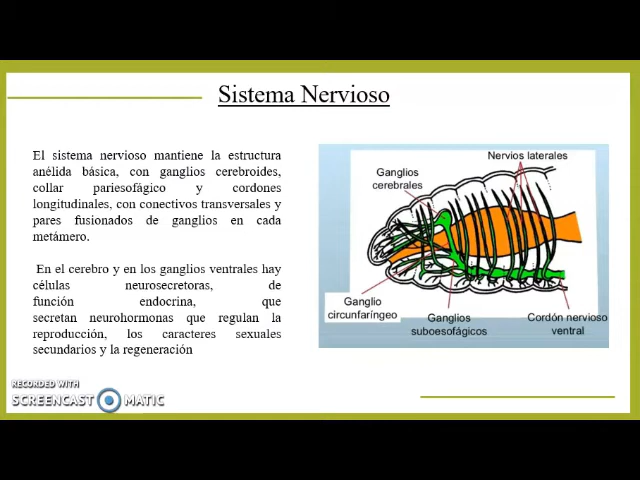 Sistema Nervioso
El sistema nervioso mantiene la estructura
anélida básica, con ganglios cerebroides,
collar pariesofágico y cordones
longitudinales, con conectivos transversales y
pares fusionados de ganglios en cada
metámero.
En el cerebro y en los ganglios ventrales hay
células neurosecretoras, de
función endocrina, que
secretan neurohormonas que regulan la
reproducción, los caracteres sexuales
secundarios y la regeneración
Nervios laterales
Ganglios
cerebrales
Ganglio
circunfaríngeo
Ganglios
suboesofágicos
Cordón nervioso
ventral
RECORDED WITH
SCREENCAST MATIC